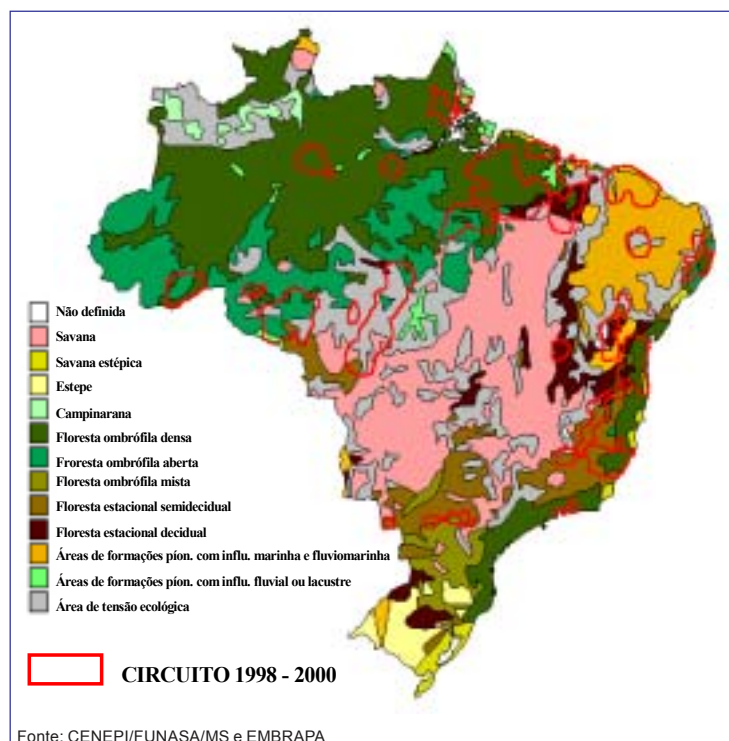 Não definida
Savana
Savana estépica
Estepe
Campinarana
Floresta ombrófila densa
Froresta ombrófila aberta
Floresta ombrófila mista
Floresta estacional semidecidual
Floresta estacional decidual
Áreas de formações píon. com influ. marinha e fluviomarinha
Áreas de formações píon. com influ. fluvial ou lacustre
Área de tensão ecológica
CIRCUITO 1998 - 2000
Fonte: CENEPI/FUNASA/MS e EMBRAPA